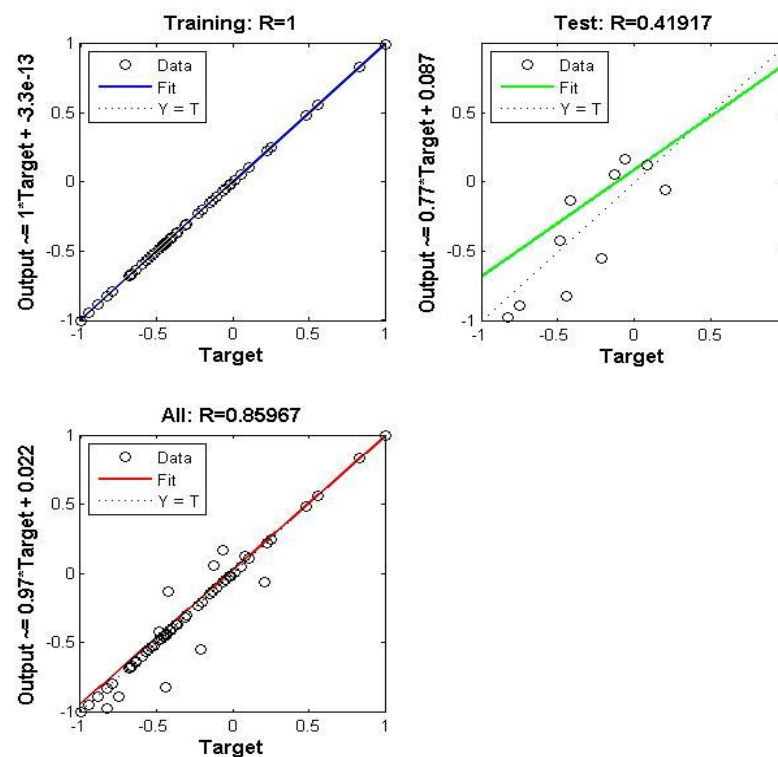 Training: R=1
Output ~= 1*Target + -3.3e-13
1
0.5
0
-0.5
-1
Data
Fit
Y = T
-1
-0.5
0
0.5
1
Target
Test: R=0.41917
Output ~= 0.77*Target + 0.087
1
0.5
0
-0.5
-1
Data
Fit
Y = T
-1
-0.5
0
0.5
Target
All: R=0.85967
Output ~= 0.97*Target + 0.022
1
0.5
0
-0.5
-1
Data
Fit
Y = T
-1
-0.5
0
0.5
1
Target